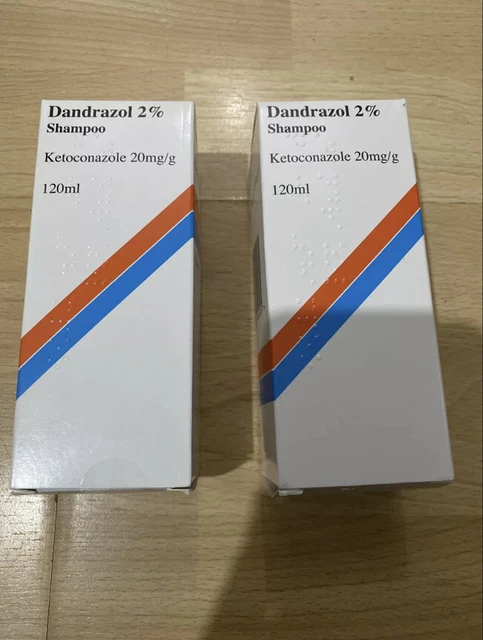 Dandrazol 2%
Shampoo
Ketoconazole 20mg/g
120ml
Dandrazol 2%
Shampoo
Ketoconazole 20mg/g
120ml